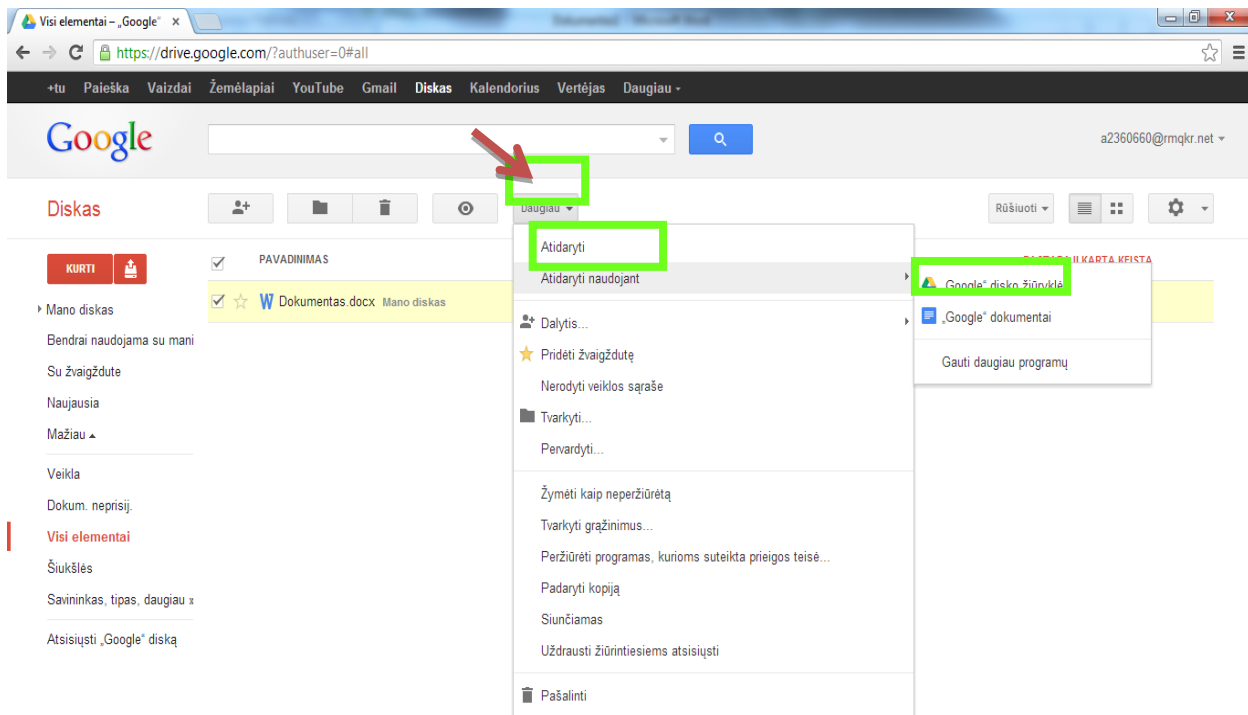 Visi elementai – „Google“ x
https://drive.google.com/?authuser=0#all
+tu Paieška Vaizdai Žemėlapiai YouTube Gmail Diskas Kalendorius Vertėjas Daugiau
Google
a2360660@rmqkr.net
Diskas
Daugiau
Rūšiuoti
KURTI
PAVADINIMAS
KARTĄ KEISTA
Dokumentas.docx Mano diskas
Mano diskas
Bendrai naudojama su mani
Su žvaigždute
Naujausia
Mažiau
Veikla
Dokum. neprisij.
Visi elementai
Šiukšlės
Savininkas, tipas, daugiau
Atsisiųsti „Google“ diską
Atidaryti
Atidaryti naudojant
Dalytis...
Pridėti žvaigždutę
Nerodyti veiklos sąraše
Tvarkyti...
Pervardyti...
Žymėti kaip neperžiūrėtą
Tvarkyti grąžinimus...
Peržiūrėti programas, kurioms suteikta prieigos teisė...
Padaryti kopiją
Siunčiamas
Uždrausti žiūrintiesiems atsisiųsti
Pašalinti
Google“ disko žiūryklė
„Google“ dokumentai
Gauti daugiau programų